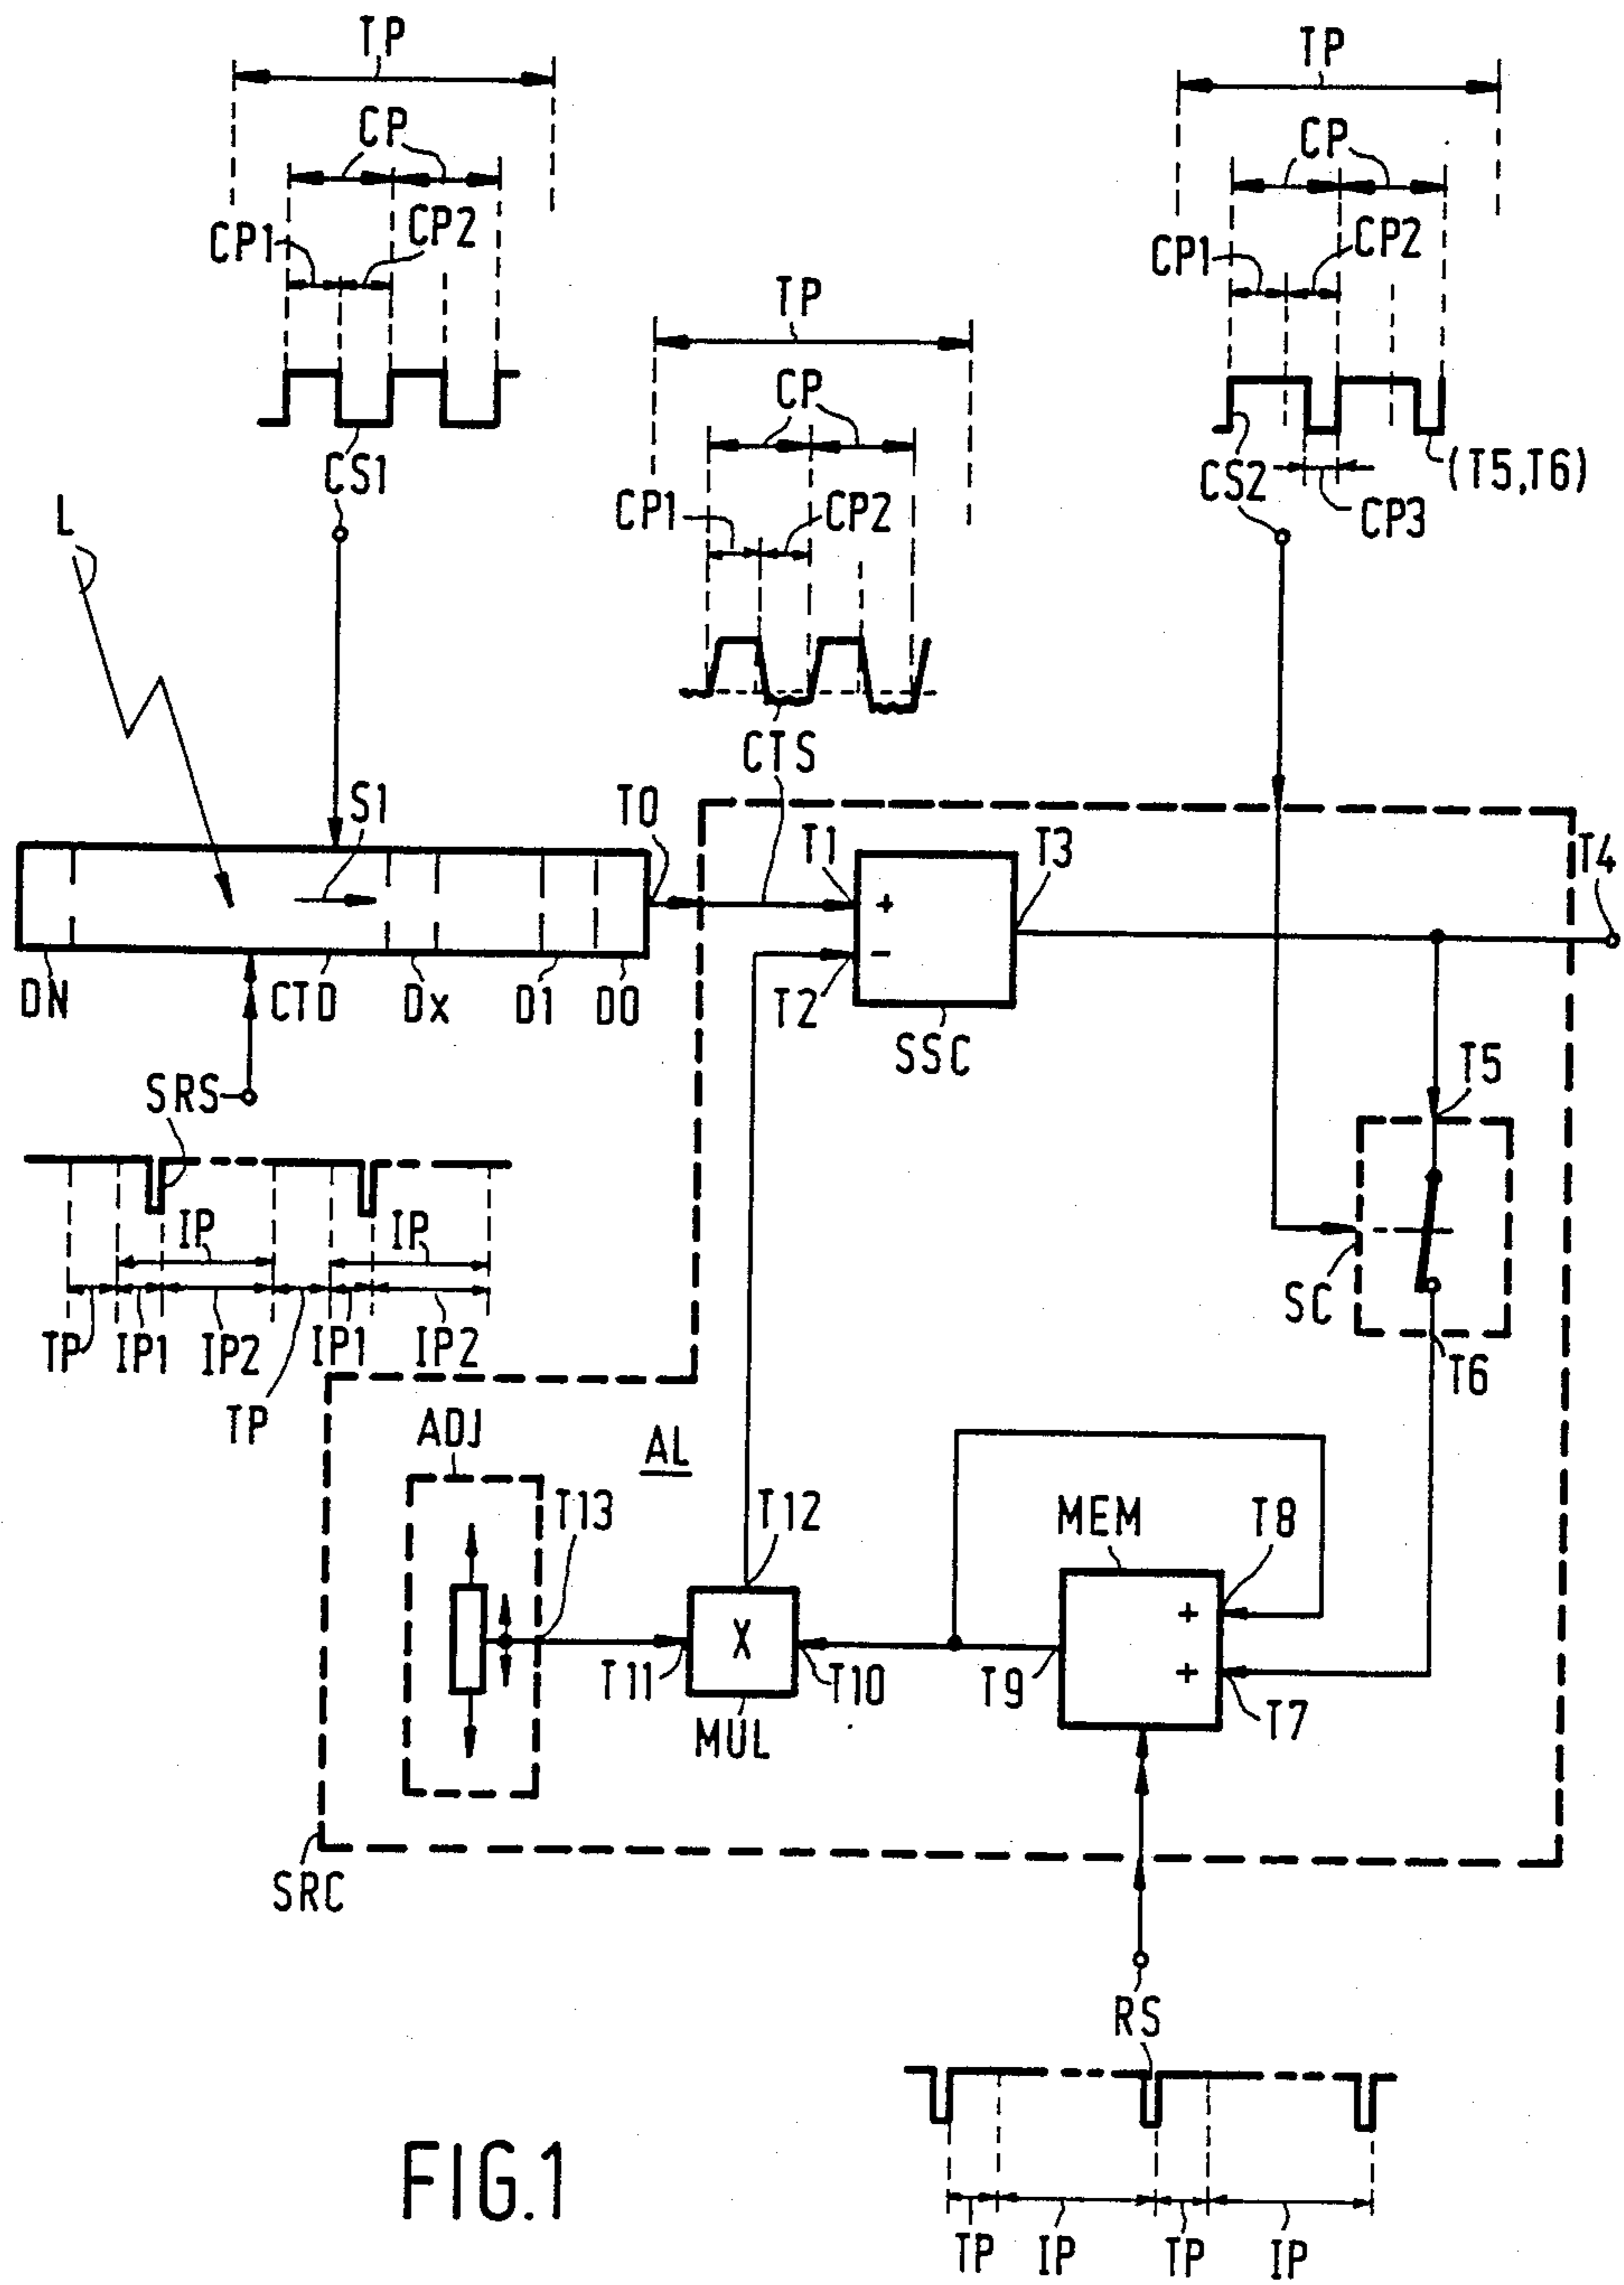 TP
TP
CP
CP
CP1
CP2
CP1
CP2
TP
CP
CS1
CS2
(T5,T6)
CP1
CP2
CP3
L
CTS
S1
T0
T1
T3
T4
+
-
T2
DN
CTD
Dx
D1
D0
SSC
SRS
T5
IP
IP
SC
TP
IP1
IP2
IP1
IP2
T6
TP
ADJ
AL
T13
T12
MEM
T8
+
X
T11
T10
T9
+
T7
MUL
SRC
RS
FIG.1
TP
IP
TP
IP